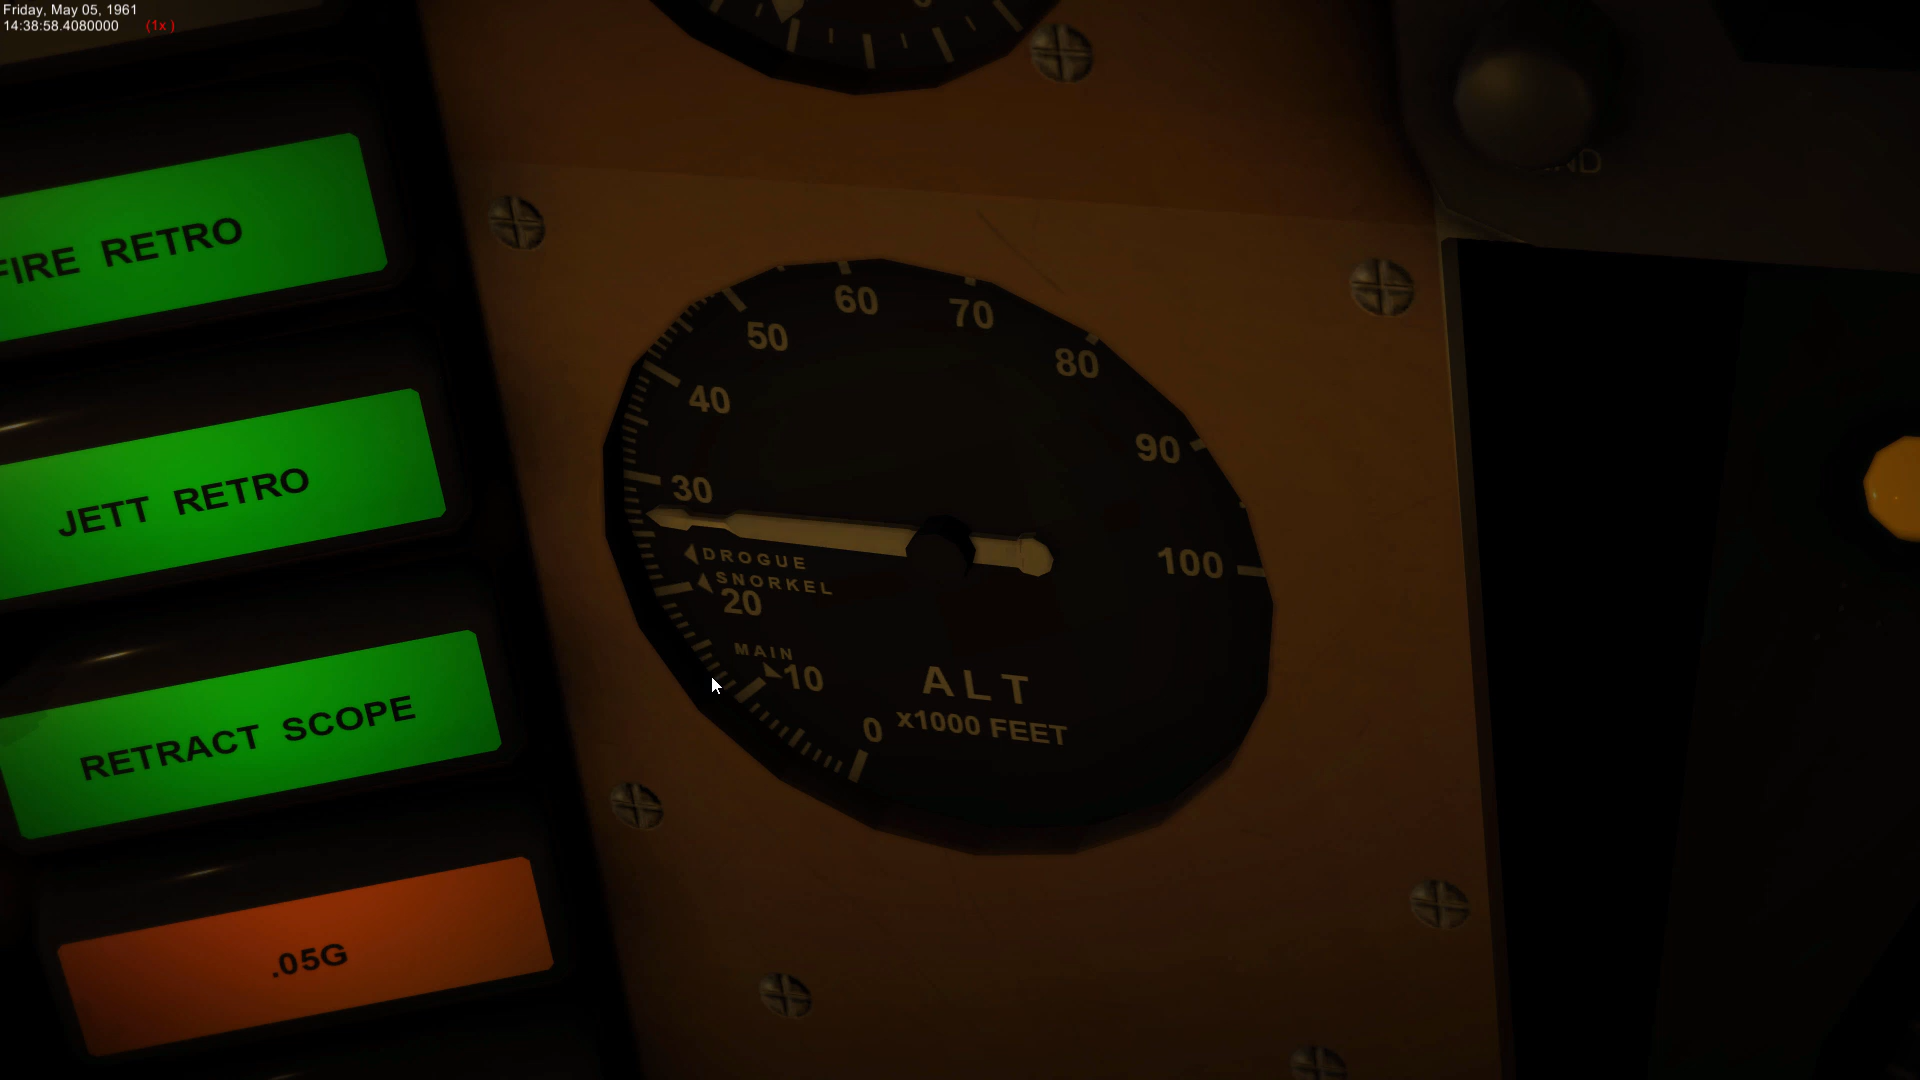 Friday, May 05, 1961
14:38:58.4080000 (1x )
FIRE RETRO
JETT RETRO
RETRACT SCOPE
.05G
60
70
50
80
40
90
30
DROGUE
100
SNORKEL
20
MAIN
10
ALT
0
x1000 FEET